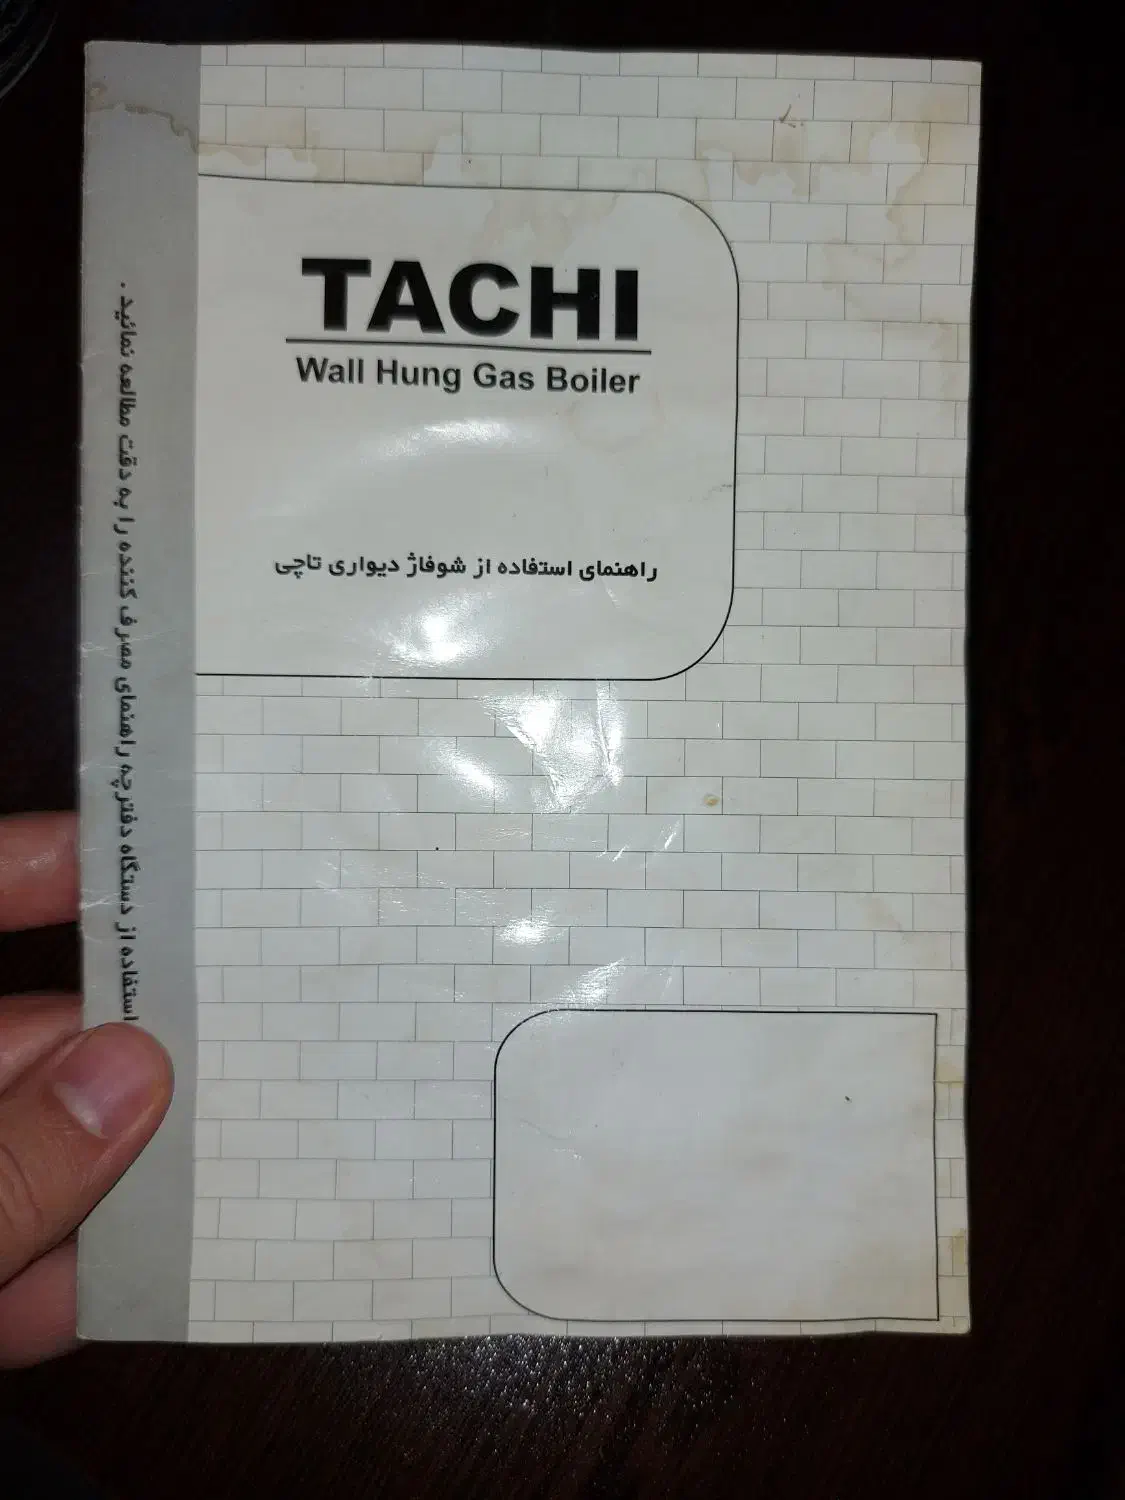 TACHI
Wall Hung Gas Boiler
راهنمای استفاده از شوفاژ دیواری تاچی
استفاده از دستگاه دفترچه راهنمای مصرف کننده را به دقت مطالعه نمائید .